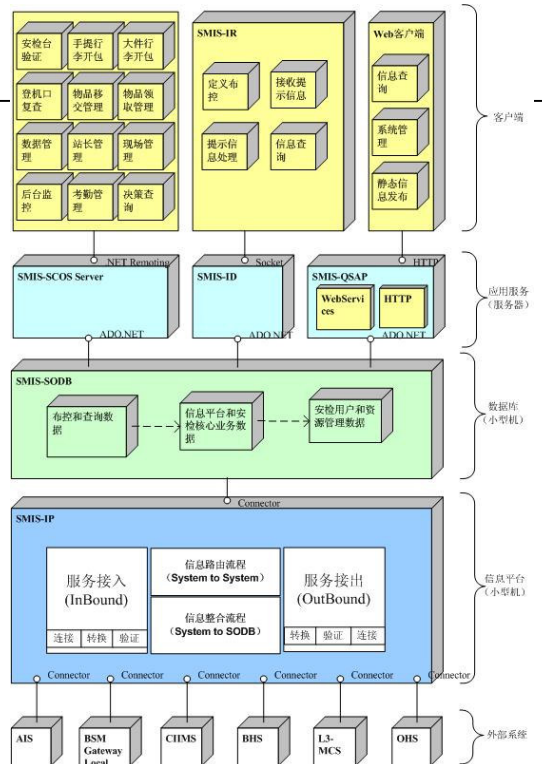 安检台
验证
手提行
李开包
大件行
李开包
登机口
复查
物品移
交管理
物品领
取管理
数据管
理
站长管
理
现场管
理
后台监
控
考勤管
理
决策查
询
SMIS-IR
定义布
控
接收提
示信息
提示信
息处理
信息查
询
Web客户端
信息查
询
系统管
理
静态信
息发布
客户端
NET Remoting
Socket
HTTP
SMIS-SCOS Server
SMIS-ID
SMIS-QSAP
WebServi
ces
HTTP
应用服务
（服务器）
ADO.NET
ADO.NET
ADO.NET
SMIS-SODB
布控和查询数
据
信息平台和安
检核心业务数
据
安检用户和资
源管理数据
数据库
（小型机）
Connector
SMIS-IP
服务接入
(InBound)
连接
转换
验证
信息路由流程
（System to System）
信息整合流程
（System to SODB）
服务接出
(OutBound)
转换
验证
连接
信息平台
（小型机）
Connector
Connector
Connector
Connector
Connector
Connector
AIS
BSM
Gateway
Local
CIIMS
BHS
L3-
MCS
OHS
外部系统